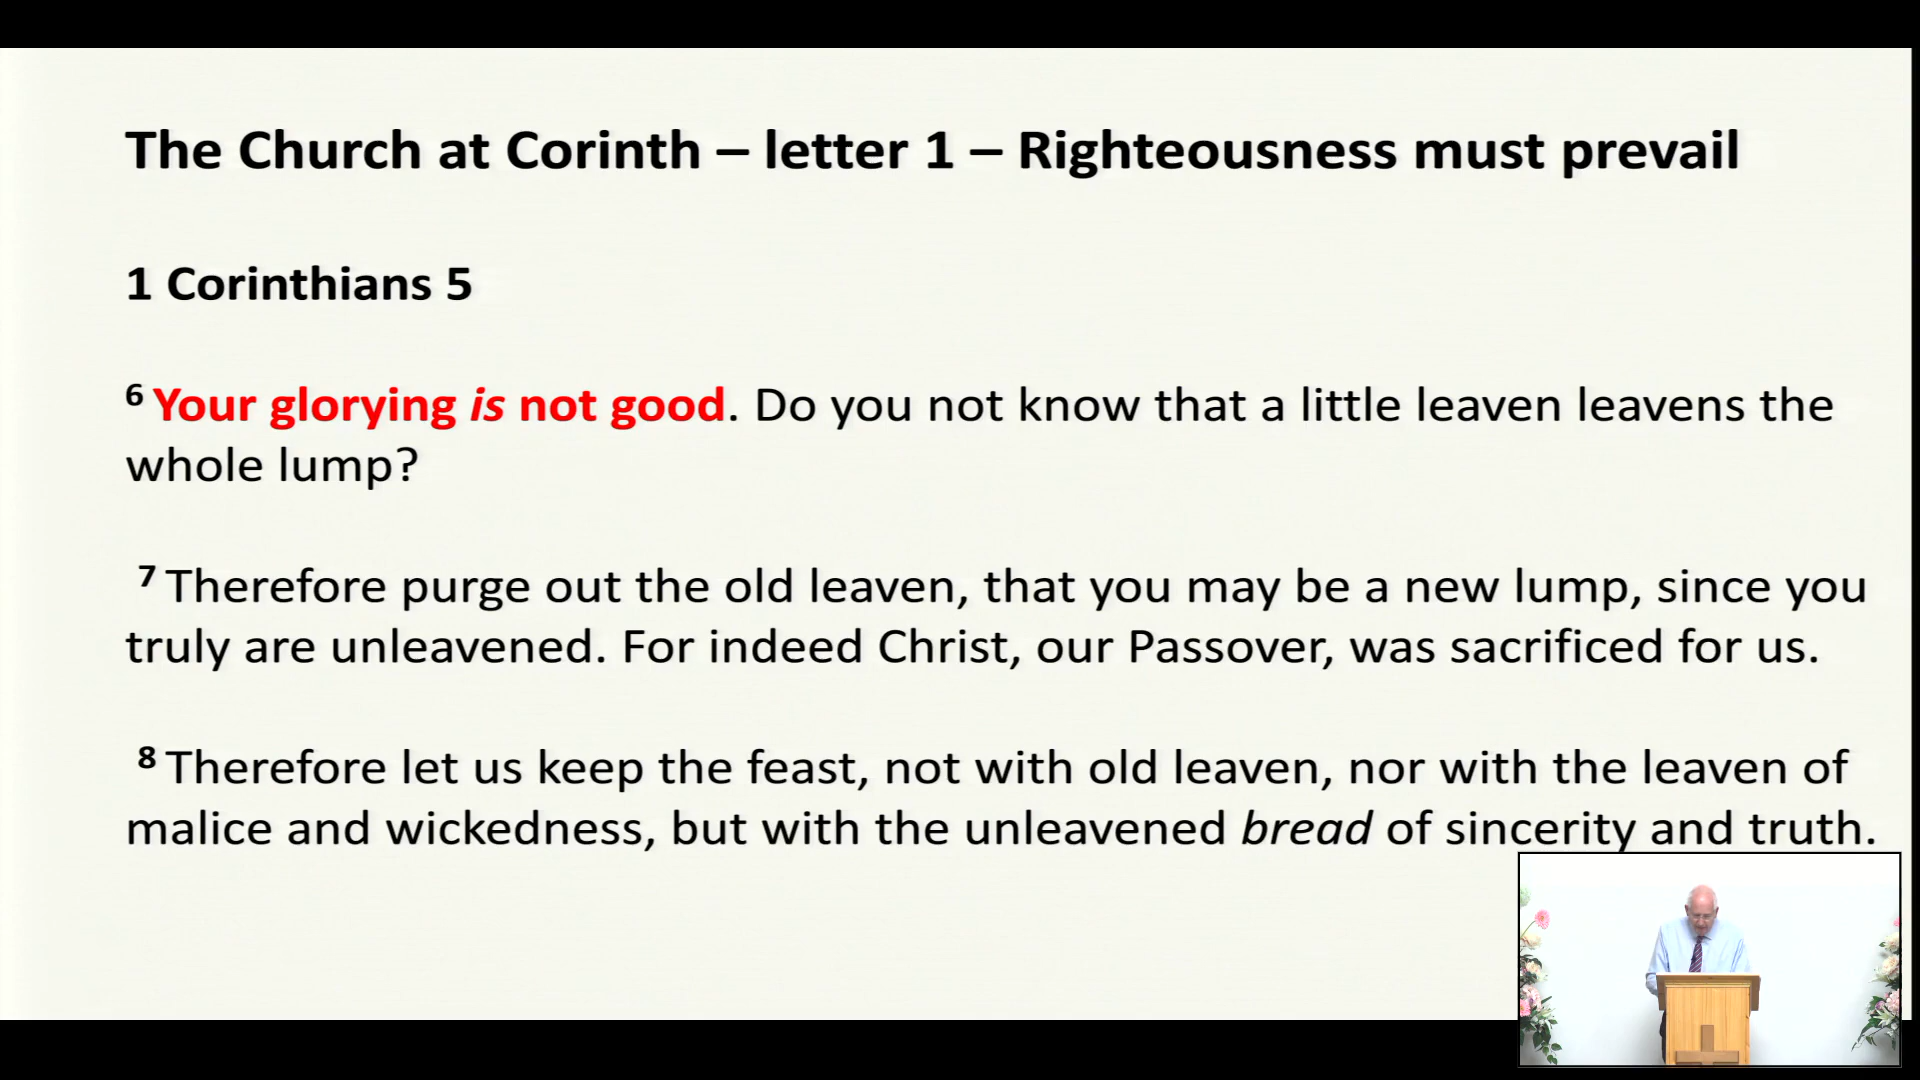 The Church at Corinth – letter 1 – Righteousness must prevail
1 Corinthians 5
6 Your glorying is not good. Do you not know that a little leaven leavens the
whole lump?
7 Therefore purge out the old leaven, that you may be a new lump, since you
truly are unleavened. For indeed Christ, our Passover, was sacrificed for us.
8 Therefore let us keep the feast, not with old leaven, nor with the leaven of
malice and wickedness, but with the unleavened bread of sincerity and truth.